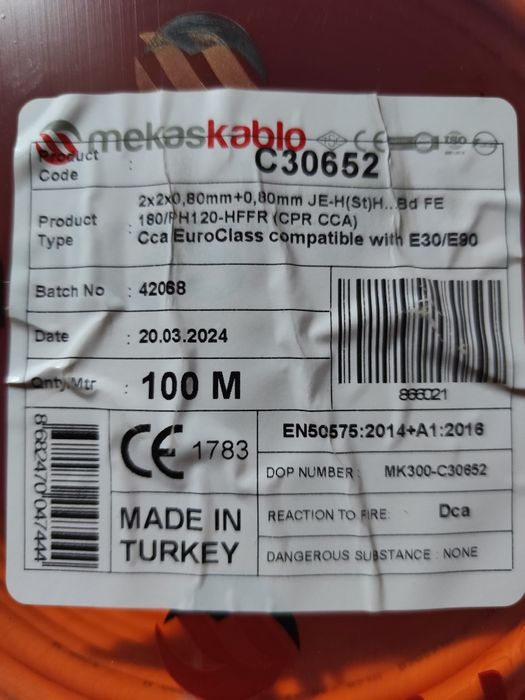 mekaskablo
Product Code : C30652
Product Type
2x2x0,80mm+0,80mm JE-H(St)H...Bd FE
180/PH120-HFFR (CPR CCA)
Cca EuroClass compatible with E30/E90
Batch No : 42068
Date : 20.03.2024
Qnty.Mtr : 100 M
866021
8682470047444
CE 1783
EN50575:2014+A1:2016
DOP NUMBER : MK300-C30652
MADE IN
TURKEY
REACTION TO FIRE: Dca
DANGEROUS SUBSTANCE : NONE